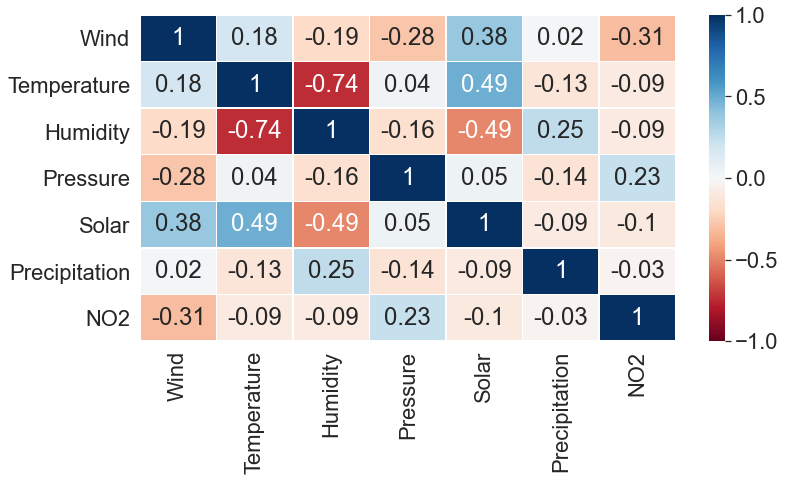 Wind 1 0.18 -0.19 -0.28 0.38 0.02 -0.31
Temperature 0.18 1 -0.74 0.04 0.49 -0.13 -0.09
Humidity -0.19 -0.74 1 -0.16 -0.49 0.25 -0.09
Pressure -0.28 0.04 -0.16 1 0.05 -0.14 0.23
Solar 0.38 0.49 -0.49 0.05 1 -0.09 -0.1
Precipitation 0.02 -0.13 0.25 -0.14 -0.09 1 -0.03
NO2 -0.31 -0.09 -0.09 0.23 -0.1 -0.03 1
Wind Temperature Humidity Pressure Solar Precipitation NO2
1.0
0.5
0.0
−0.5
−1.0